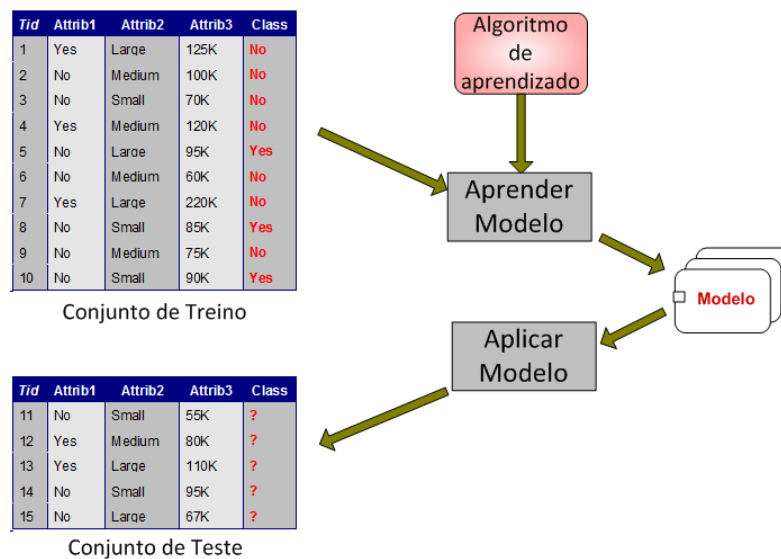 Tid Attrib1 Attrib2 Attrib3 Class
1 Yes Large 125K No
2 No Medium 100K No
3 No Small 70K No
4 Yes Medium 120K No
5 No Large 95K Yes
6 No Medium 60K No
7 Yes Large 220K No
8 No Small 85K Yes
9 No Medium 75K No
10 No Small 90K Yes
Conjunto de Treino
Algoritmo
de
aprendizado
Aprender
Modelo
Modelo
Aplicar
Modelo
Tid Attrib1 Attrib2 Attrib3 Class
11 No Small 55K ?
12 Yes Medium 80K ?
13 Yes Large 110K ?
14 No Small 95K ?
15 No Large 67K ?
Conjunto de Teste